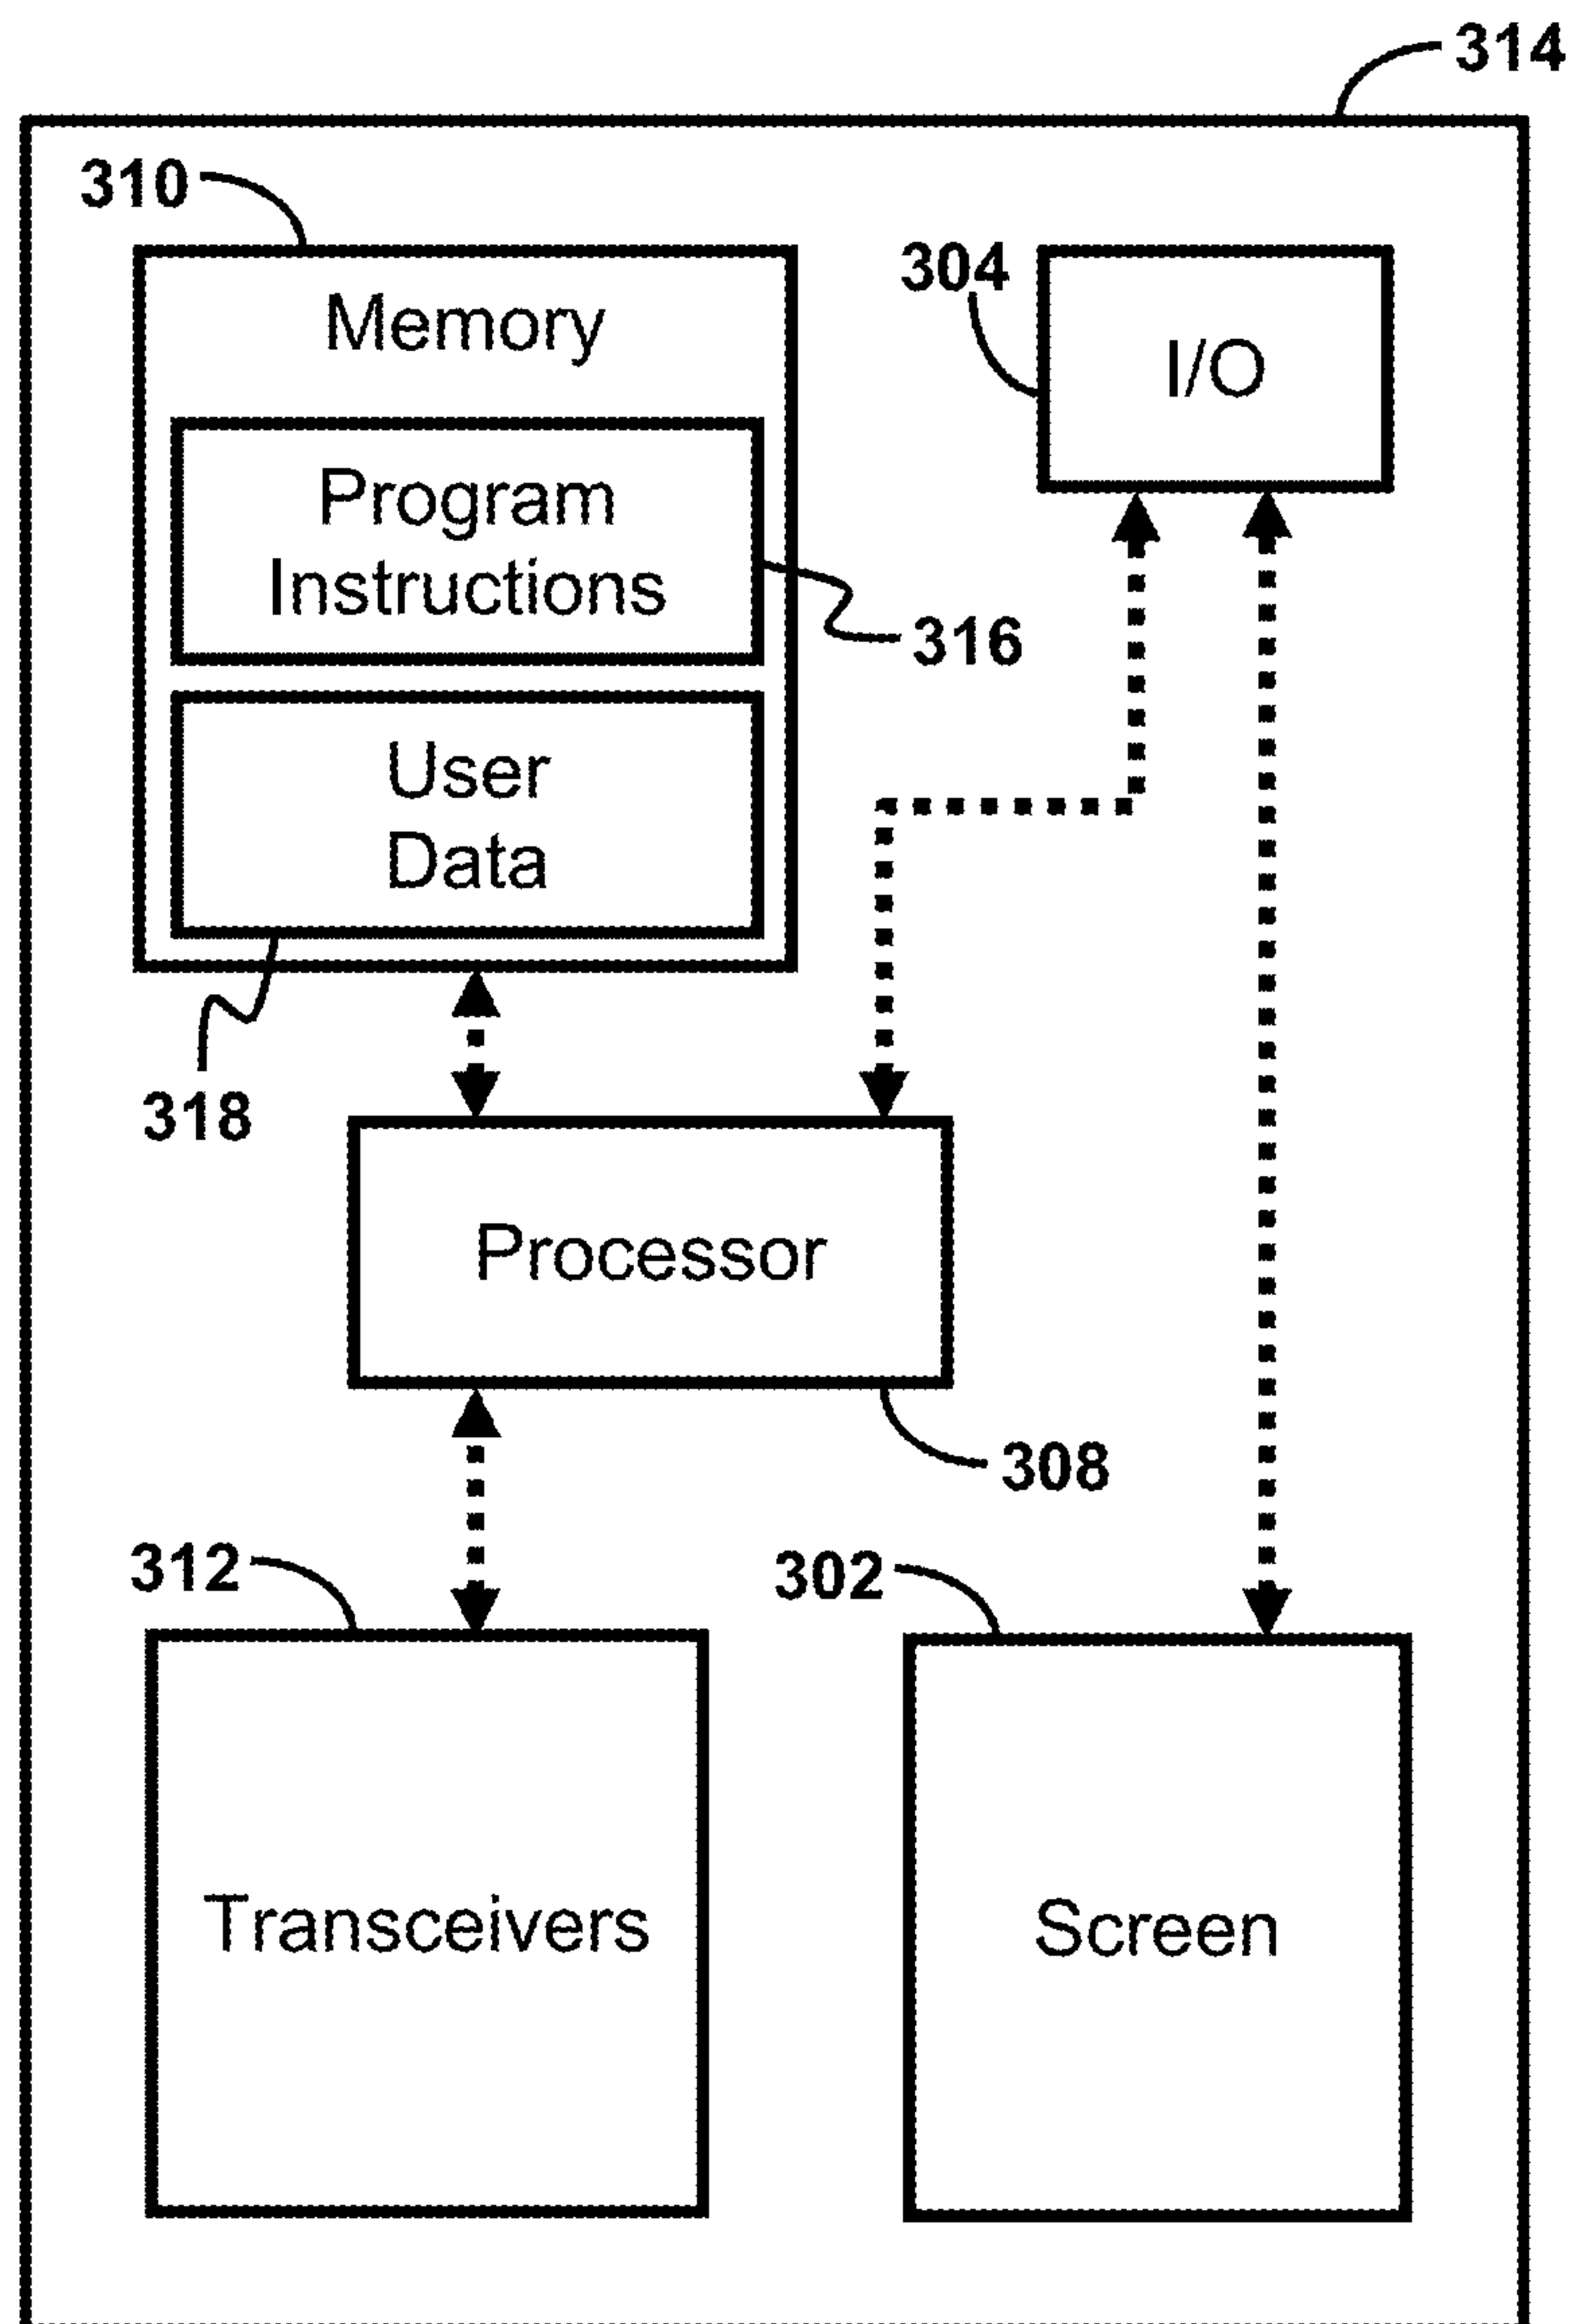 314
310
304
Memory
I/O
Program
Instructions
316
User
Data
318
Processor
308
312
302
Transceivers
Screen